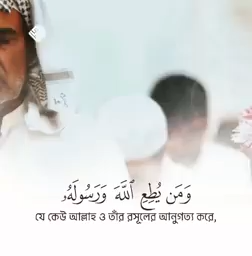 وَمَن يُطِعِ ٱللَّهَ وَرَسُولَهُۥ
যে কেউ আল্লাহ ও তাঁর রসূলের আনুগত্য করে,